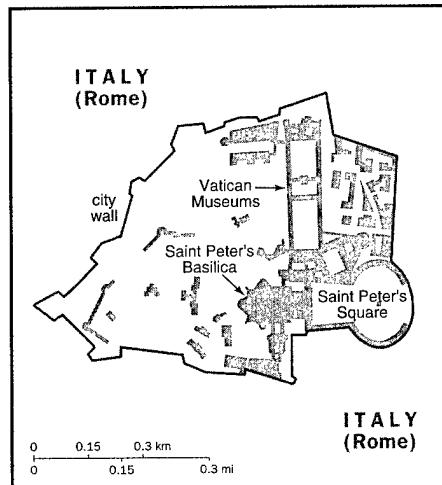 ITALY
(Rome)
city
wall
Vatican
Museums
Saint Peter's
Basilica
Saint Peter's
Square
ITALY
(Rome)
0 0.15 0.3 km
0 0.15 0.3 mi